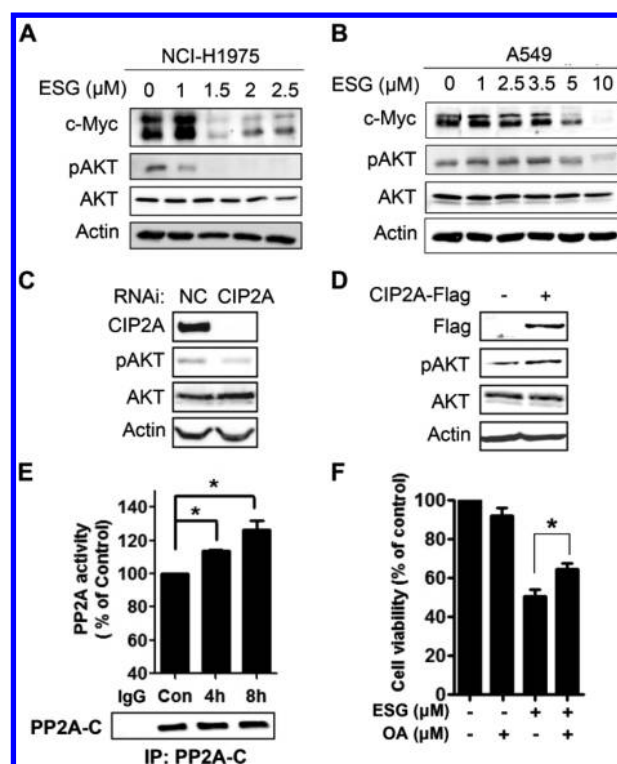 A
NCI-H1975
ESG (μM) 0 1 1.5 2 2.5
c-Myc
pAKT
AKT
Actin
B
A549
ESG (μM) 0 1 2.5 3.5 5 10
c-Myc
pAKT
AKT
Actin
C
RNAi: NC CIP2A
CIP2A
pAKT
AKT
Actin
D
CIP2A-Flag - +
Flag
pAKT
AKT
Actin
E
PP2A activity
( % of Control)
140
120
100
80
60
40
*
*
IgG Con 4h 8h
PP2A-C
IP: PP2A-C
F
Cell viability (% of control)
100
80
60
40
20
0
*
ESG (μM) - - + +
OA (μM) - + - +